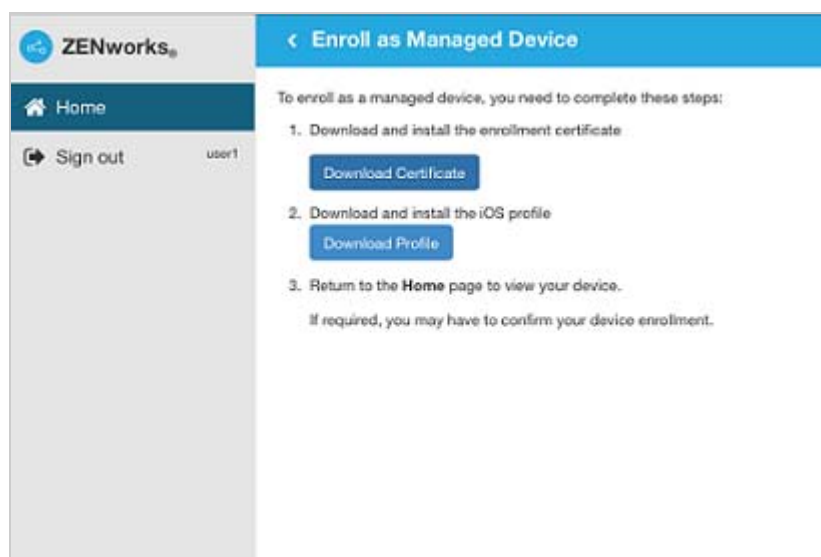 ZENworks®
Enroll as Managed Device
Home
Sign out user1
To enroll as a managed device, you need to complete these steps:
1. Download and install the enrollment certificate
Download Certificate
2. Download and install the iOS profile
Download Profile
3. Return to the Home page to view your device.
If required, you may have to confirm your device enrollment.